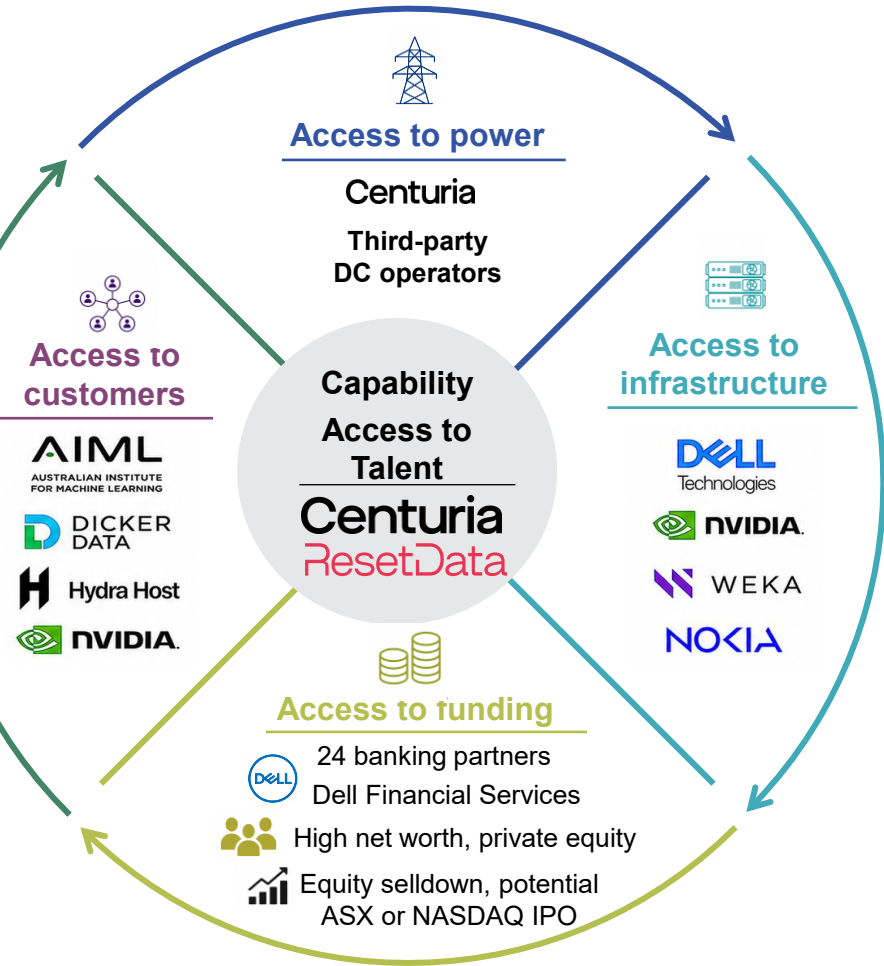 Access to power
Centuria
Third-party
DC operators
Access to
infrastructure
DELL
Technologies
NVIDIA.
WEKA
NOKIA
Access to funding
24 banking partners
DELL
Dell Financial Services
High net worth, private equity
Equity selldown, potential
ASX or NASDAQ IPO
Access to
customers
AIML
AUSTRALIAN INSTITUTE
FOR MACHINE LEARNING
DICKER
DATA
Hydra Host
NVIDIA.
Capability
Access to
Talent
Centuria
ResetData